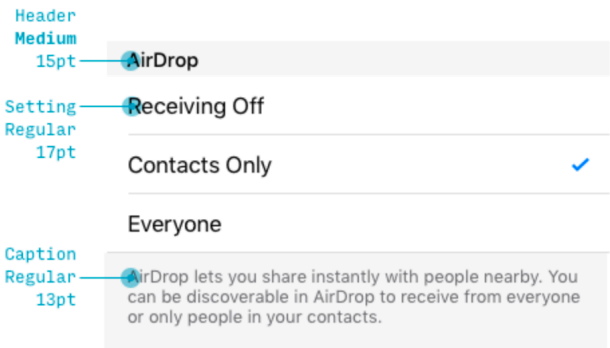 Header
Medium
15pt
AirDrop
Setting
Regular
17pt
Receiving Off
Contacts Only
Everyone
Caption
Regular
13pt
AirDrop lets you share instantly with people nearby. You
can be discoverable in AirDrop to receive from everyone
or only people in your contacts.